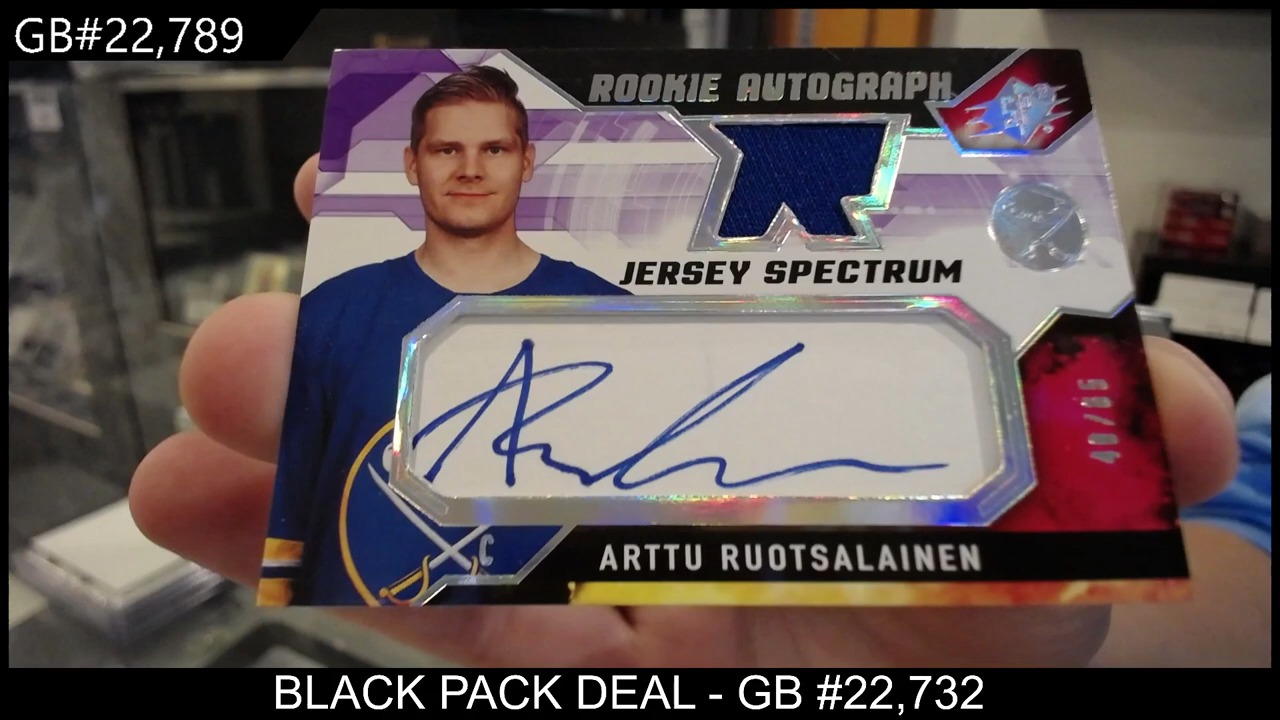 GB#22,789
ROOKIE AUTOGRAPH
JERSEY SPECTRUM
ARTTU RUOTSALAINEN
BLACK PACK DEAL - GB #22,732